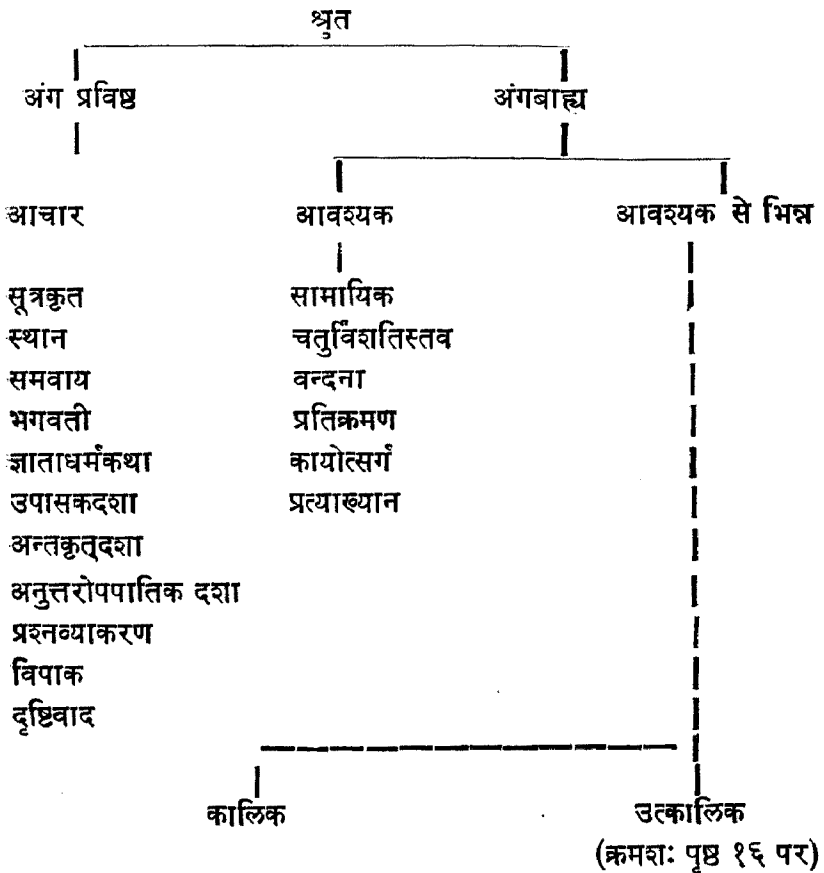 श्रुत
अंग प्रविष्ठ अंगबाह्य
आचार आवश्यक आवश्यक से भिन्न
सूत्रकृत सामायिक
स्थान चतुर्विशतिस्तव
समवाय वन्दना
भगवती प्रतिक्रमण
ज्ञाताधर्मकथा कायोत्सर्ग
उपासकदशा प्रत्याख्यान
अन्तकृत्दशा
अनुत्तरोपपातिक दशा
प्रश्नव्याकरण
विपाक
दृष्टिवाद
कालिक उत्कालिक
(क्रमशः पृष्ठ १६ पर)